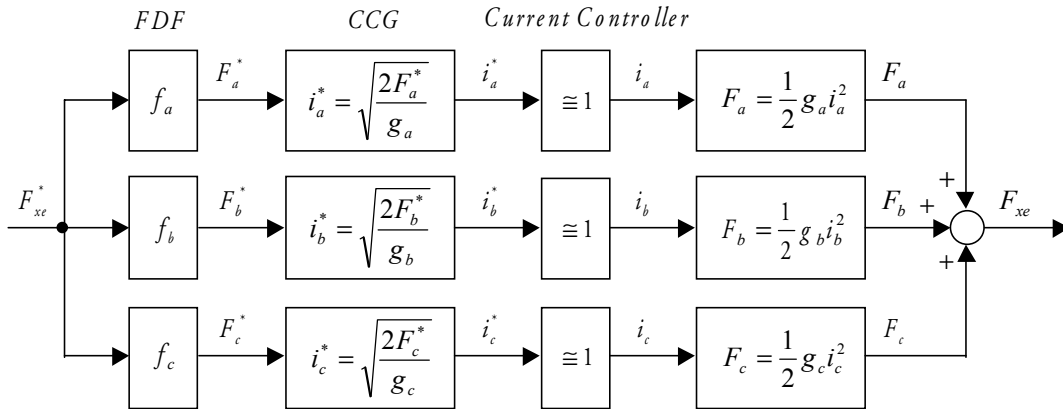 FDF CCG Current Controller
f_a F_a^* i_a^* = \sqrt{\frac{2F_a^*}{g_a}} i_a^* ≅1 i_a F_a = \frac{1}{2} g_a i_a^2 F_a
+
F_{xe}^* f_b F_b^* i_b^* = \sqrt{\frac{2F_b^*}{g_b}} i_b^* ≅1 i_b F_b = \frac{1}{2} g_b i_b^2 F_b + F_{xe}
+
f_c F_c^* i_c^* = \sqrt{\frac{2F_c^*}{g_c}} i_c^* ≅1 i_c F_c = \frac{1}{2} g_c i_c^2 F_c